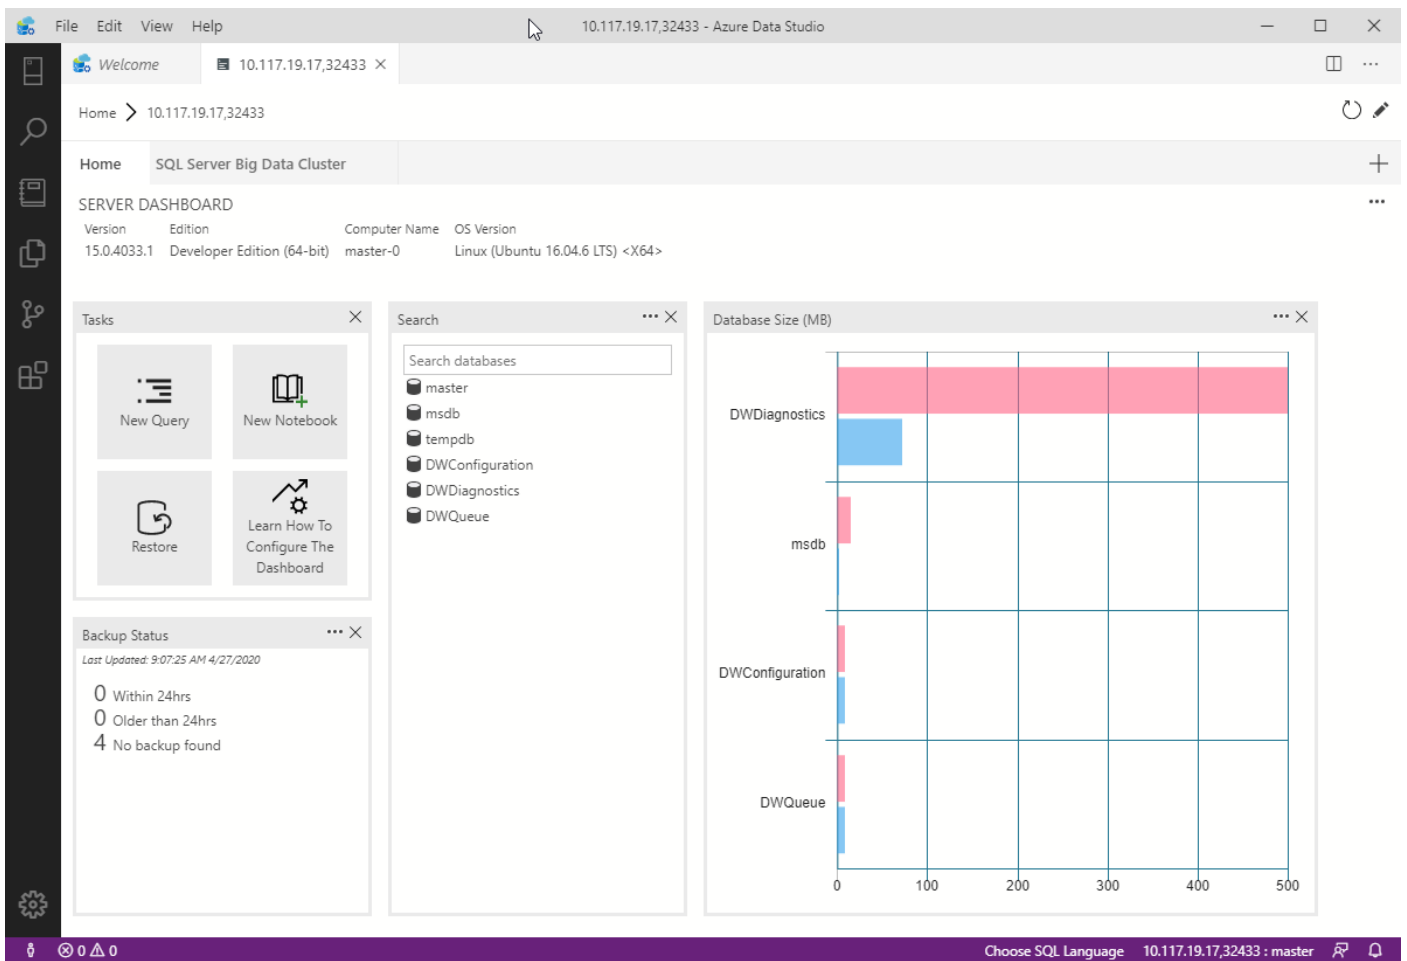 File Edit View Help
10.117.19.17,32433 - Azure Data Studio
Welcome
10.117.19.17,32433
Home 10.117.19.17,32433
Home SQL Server Big Data Cluster
SERVER DASHBOARD
Version Edition Computer Name OS Version
15.0.4033.1 Developer Edition (64-bit) master-0 Linux (Ubuntu 16.04.6 LTS) <X64>
Tasks
New Query
New Notebook
Restore
Learn How To
Configure The
Dashboard
Backup Status
Last Updated: 9:07:25 AM 4/27/2020
0 Within 24hrs
0 Older than 24hrs
4 No backup found
Search
Search databases
master
msdb
tempdb
DWConfiguration
DWDiagnostics
DWQueue
Database Size (MB)
DWDiagnostics
msdb
DWConfiguration
DWQueue
0 100 200 300 400 500
0 0
Choose SQL Language 10.117.19.17,32433 : master